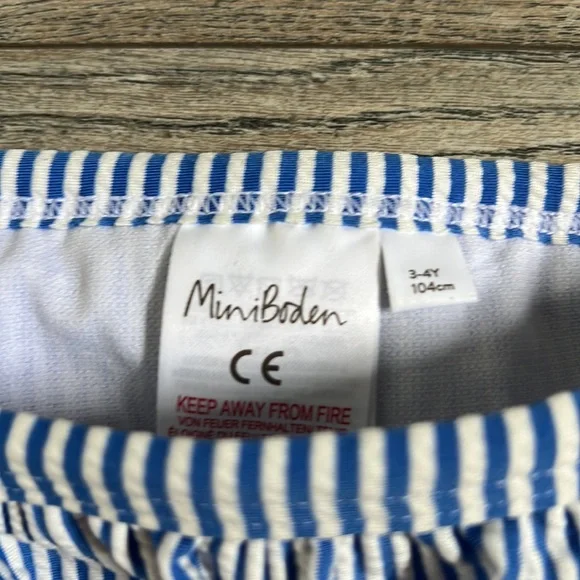 MiniBoden
CE
KEEP AWAY FROM FIRE
VON FEUER FERNHALTEN
3-4Y
104cm